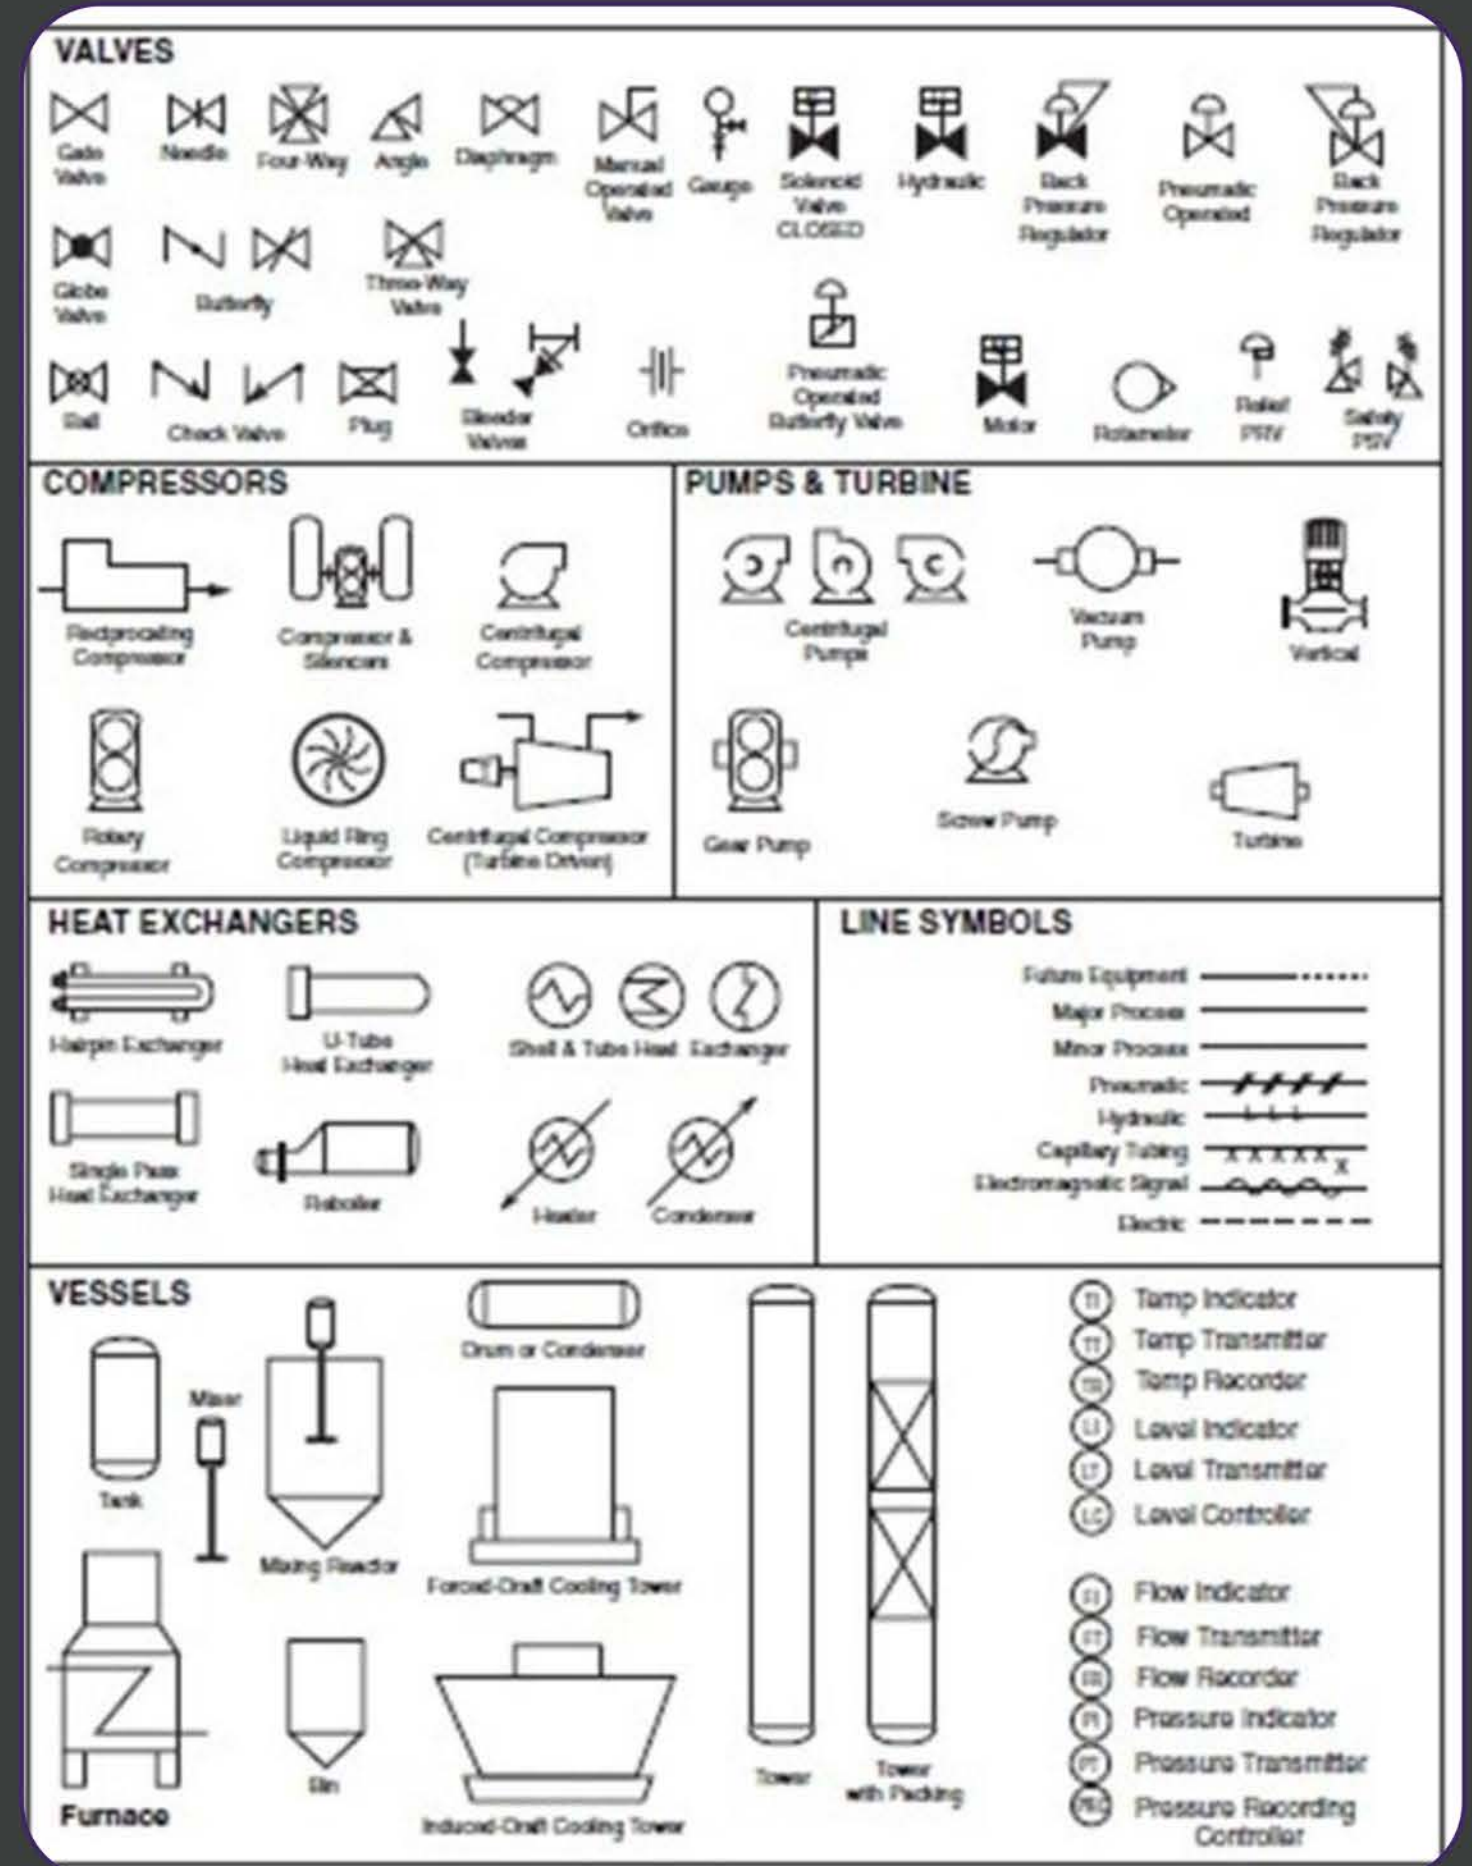 VALVES
Gate
Valve
Needle
Four-Way
Angle
Diaphragm
Manual
Operated
Valve
Gauge
Solenoid
Valve
CLOSED
Hydraulic
Back
Pressure
Regulator
Pneumatic
Operated
Back
Pressure
Regulator
Globe
Valve
Butterfly
Three-Way
Valve
Ball
Check Valve
Plug
Bleeder
Valves
Orifice
Pneumatic
Operated
Butterfly Valve
Motor
Rotameter
Relief
PRV
Safety
PSV
COMPRESSORS
Reciprocating
Compressor
Compressor &
Silencers
Centrifugal
Compressor
Rotary
Compressor
Liquid Ring
Compressor
Centrifugal Compressor
(Turbine Driven)
PUMPS & TURBINE
Centrifugal
Pumps
Vacuum
Pump
Vertical
Gear Pump
Screw Pump
Turbine
HEAT EXCHANGERS
Hairpin Exchanger
U-Tube
Heat Exchanger
Shell & Tube Heat Exchanger
Single Pass
Heat Exchanger
Reboiler
Heater
Condenser
LINE SYMBOLS
Future Equipment
Major Process
Minor Process
Pneumatic
Hydraulic
L L L
Capillary Tubing
X X X X X X
Electromagnetic Signal
Electric
VESSELS
Tank
Mixer
Mixing Reactor
Drum or Condenser
Forced-Draft Cooling Tower
Furnace
Bin
Induced-Draft Cooling Tower
Tower
Tower
with Packing
TI Temp Indicator
TT Temp Transmitter
TR Temp Recorder
LI Level Indicator
LT Level Transmitter
LC Level Controller
FI Flow Indicator
FT Flow Transmitter
FR Flow Recorder
PI Pressure Indicator
PT Pressure Transmitter
PRC Pressure Recording
Controller